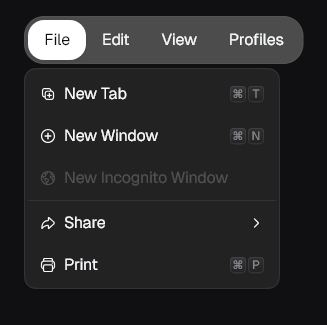 File Edit View Profiles
New Tab ⌘ T
New Window ⌘ N
New Incognito Window
Share
Print ⌘ P